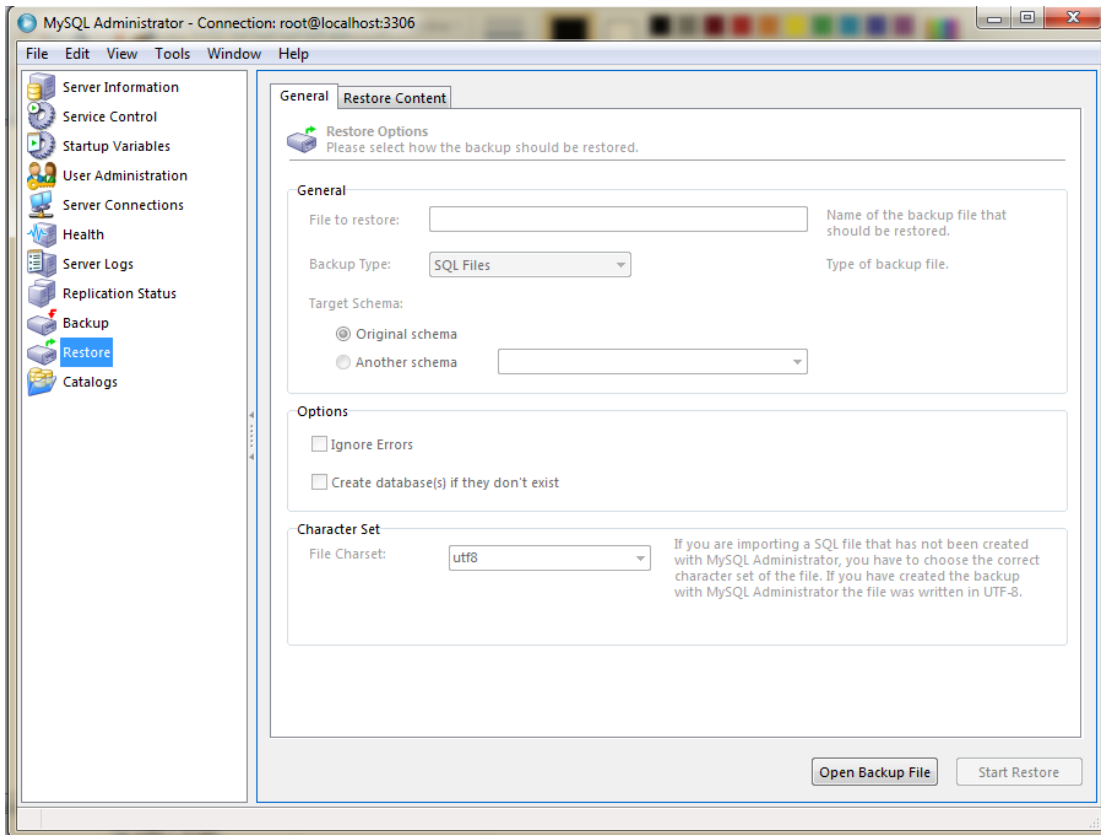 MySQL Administrator - Connection: root@localhost:3306
File Edit View Tools Window Help
Server Information
Service Control
Startup Variables
User Administration
Server Connections
Health
Server Logs
Replication Status
Backup
Restore
Catalogs
General Restore Content
Restore Options
Please select how the backup should be restored.
General
File to restore:
Name of the backup file that
should be restored.
Backup Type: SQL Files Type of backup file.
Target Schema:
Original schema
Another schema
Options
Ignore Errors
Create database(s) if they don't exist
Character Set
File Charset: utf8
If you are importing a SQL file that has not been created
with MySQL Administrator, you have to choose the correct
character set of the file. If you have created the backup
with MySQL Administrator the file was written in UTF-8.
Open Backup File Start Restore